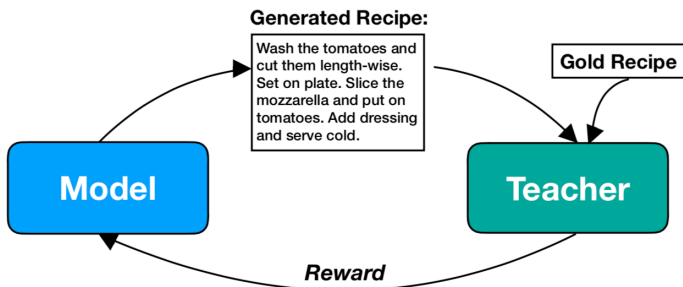 Generated Recipe:
Wash the tomatoes and
cut them length-wise.
Set on plate. Slice the
mozzarella and put on
tomatoes. Add dressing
and serve cold.
Gold Recipe
Model
Teacher
Reward